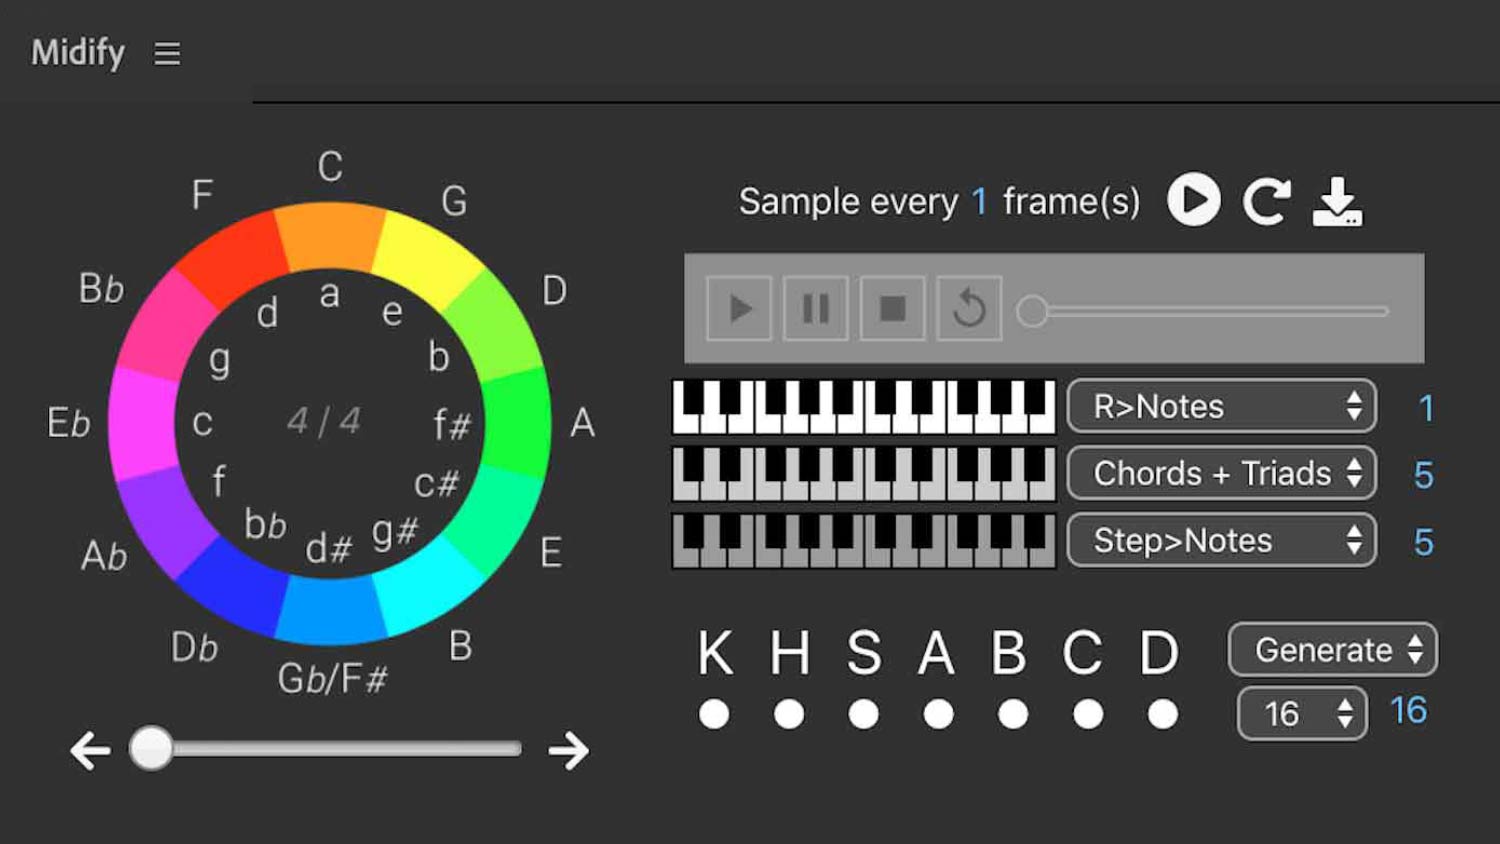 Midify
C
F
G
Bb
D
d
a
e
g
b
Eb
c
4 / 4
f#
A
f
c#
Ab
bb
d#
g#
E
Db
Gb/F#
B
Sample every 1 frame(s)
R>Notes 1
Chords + Triads 5
Step>Notes 5
K H S A B C D
Generate
16 16